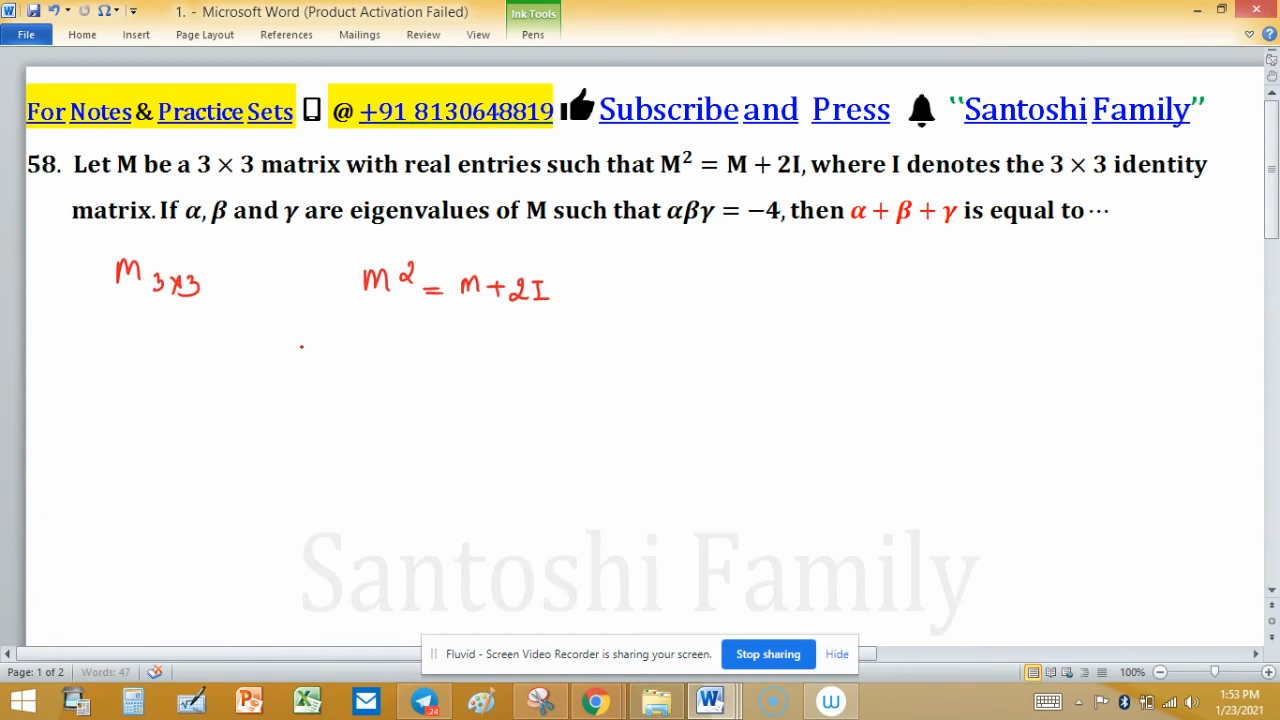 1. - Microsoft Word (Product Activation Failed)
Ink Tools
File Home Insert Page Layout References Mailings Review View Pens
For Notes & Practice Sets @ +91 8130648819 Subscribe and Press "Santoshi Family"
58. Let M be a 3 × 3 matrix with real entries such that M² = M + 2I, where I denotes the 3 × 3 identity
matrix. If α, β and γ are eigenvalues of M such that αβγ = −4, then α + β + γ is equal to ⋯
M 3×3 M² = M + 2I
Santoshi Family
Fluvid - Screen Video Recorder is sharing your screen. Stop sharing Hide
Page: 1 of 2 Words: 47 100%
24
1:53 PM
1/23/2021